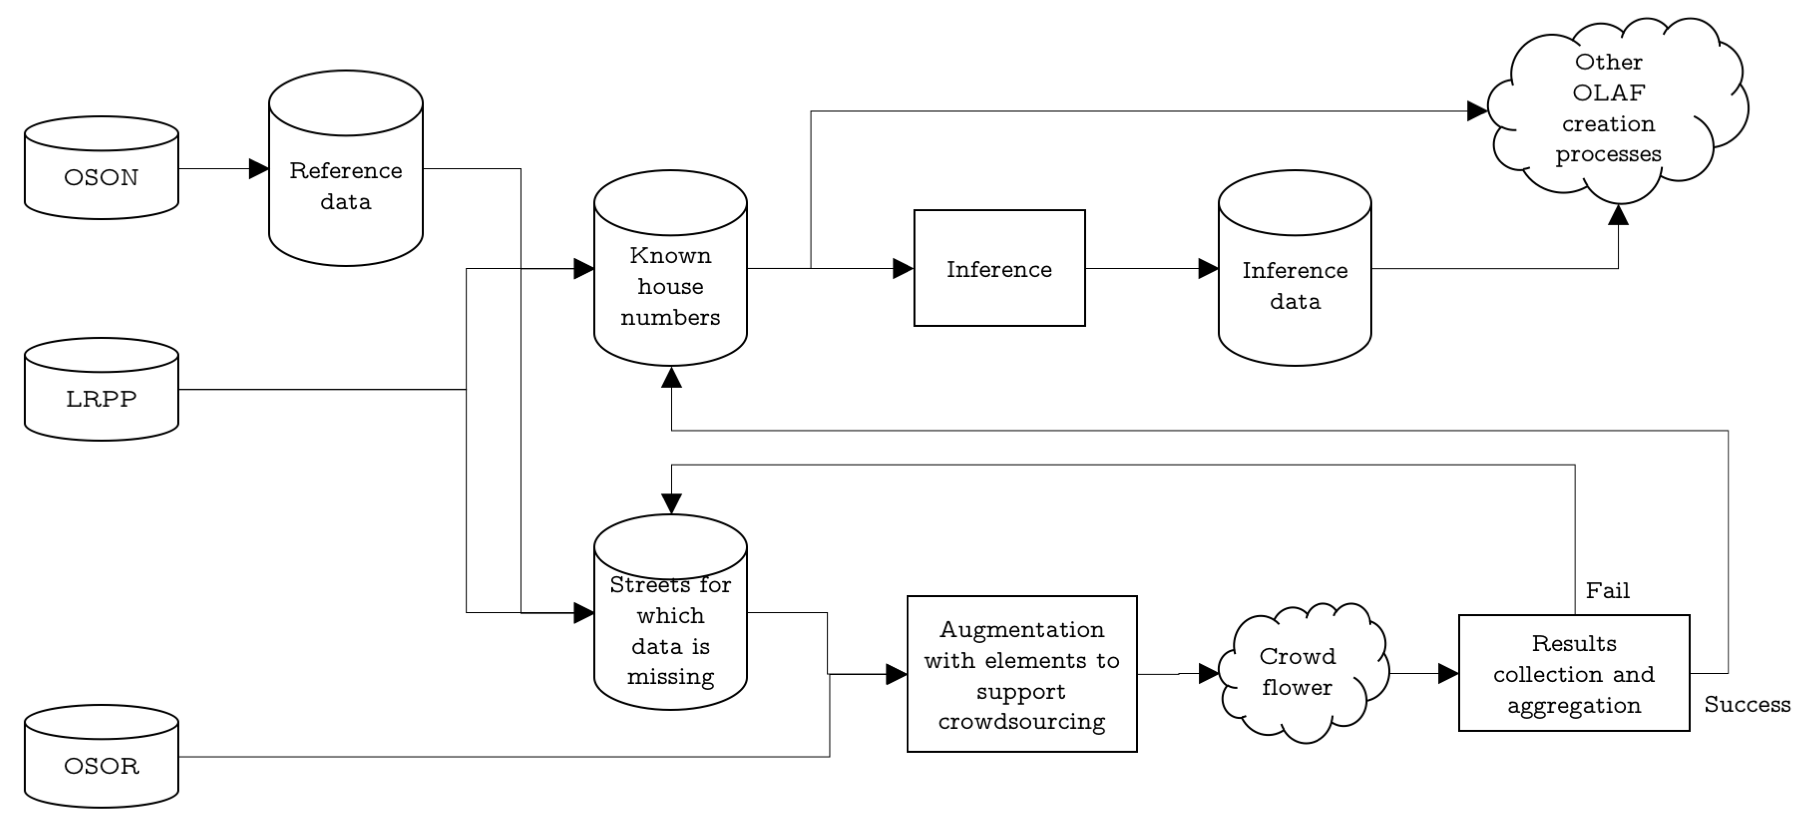 Other
OLAF
creation
processes
OSON
Reference
data
Known
house
numbers
Inference
Inference
data
LRPP
Streets for
which
data is
missing
Fail
Augmentation
with elements to
support
crowdsourcing
Crowd
flower
Results
collection and
aggregation
Success
OSOR